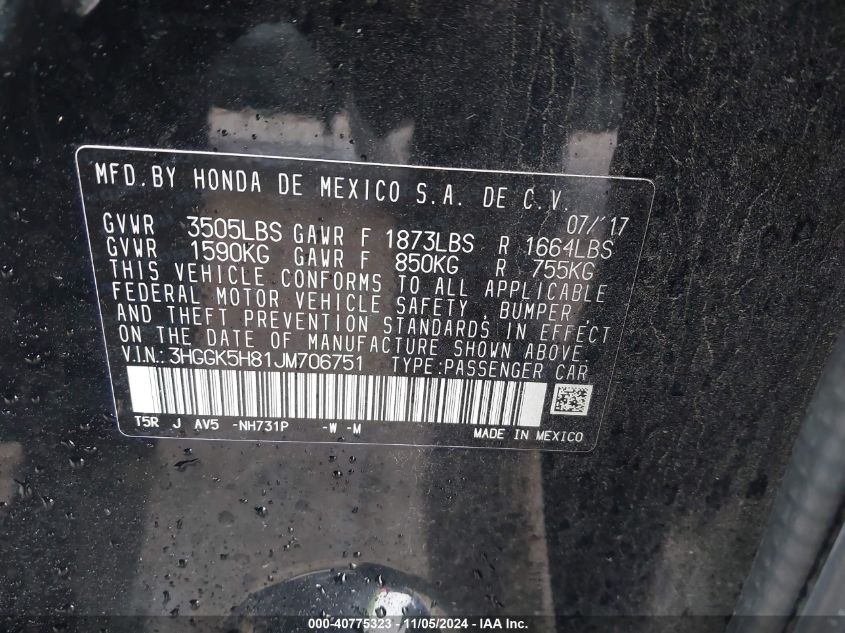 MFD.BY HONDA DE MEXICO S.A. DE C.V.
07/'17
GVWR 3505LBS GAWR F 1873LBS R 1664LBS
GVWR 1590KG GAWR F 850KG R 755KG
THIS VEHICLE CONFORMS TO ALL APPLICABLE
FEDERAL MOTOR VEHICLE SAFETY, BUMPER,
AND THEFT PREVENTION STANDARDS IN EFFECT
ON THE DATE OF MANUFACTURE SHOWN ABOVE.
V.I.N.: 3HGGK5H81JM706751 TYPE:PASSENGER CAR
T5R J AV5 -NH731P -W -M
MADE IN MEXICO
000-40775323 - 11/05/2024 - IAA Inc.